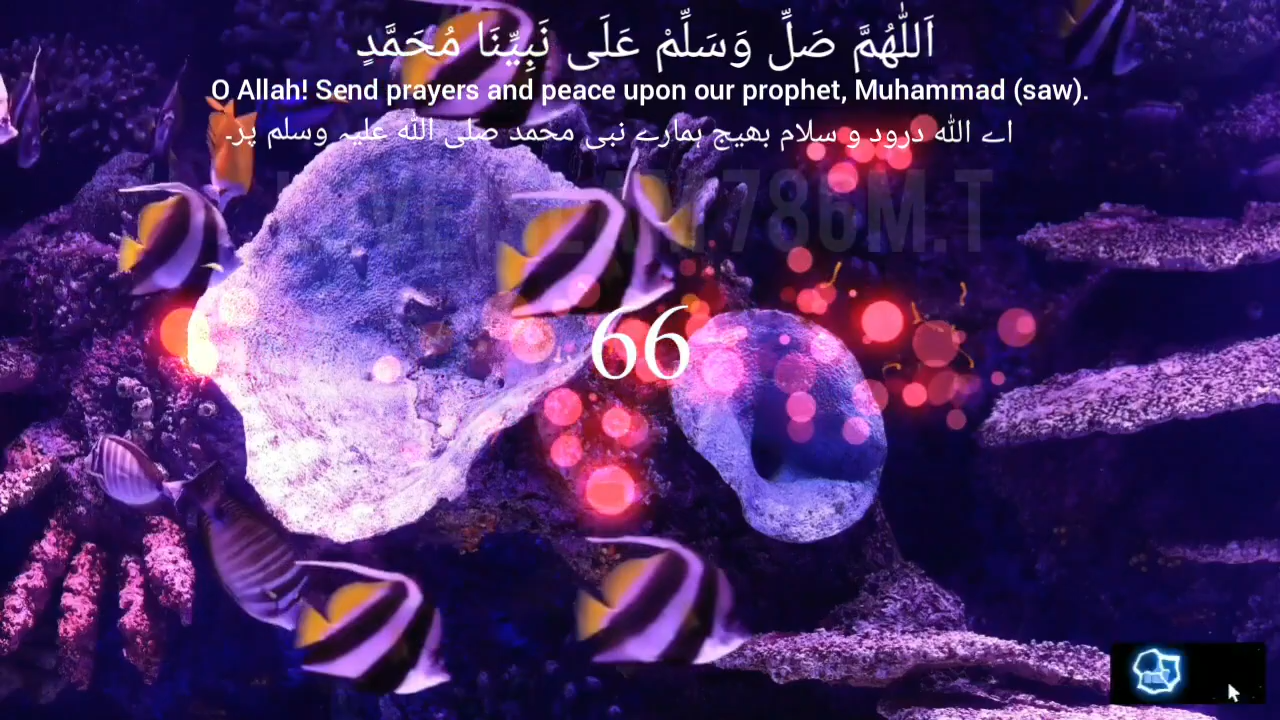 اَللّٰهُمَّ صَلِّ وَسَلِّمْ عَلَى نَبِيِّنَا مُحَمَّدٍ
O Allah! Send prayers and peace upon our prophet, Muhammad (saw).
اے اللہ درود و سلام بھیج ہمارے نبی محمد صلی اللہ علیہ وسلم پر۔
ILOVEISLAM786M.T
66